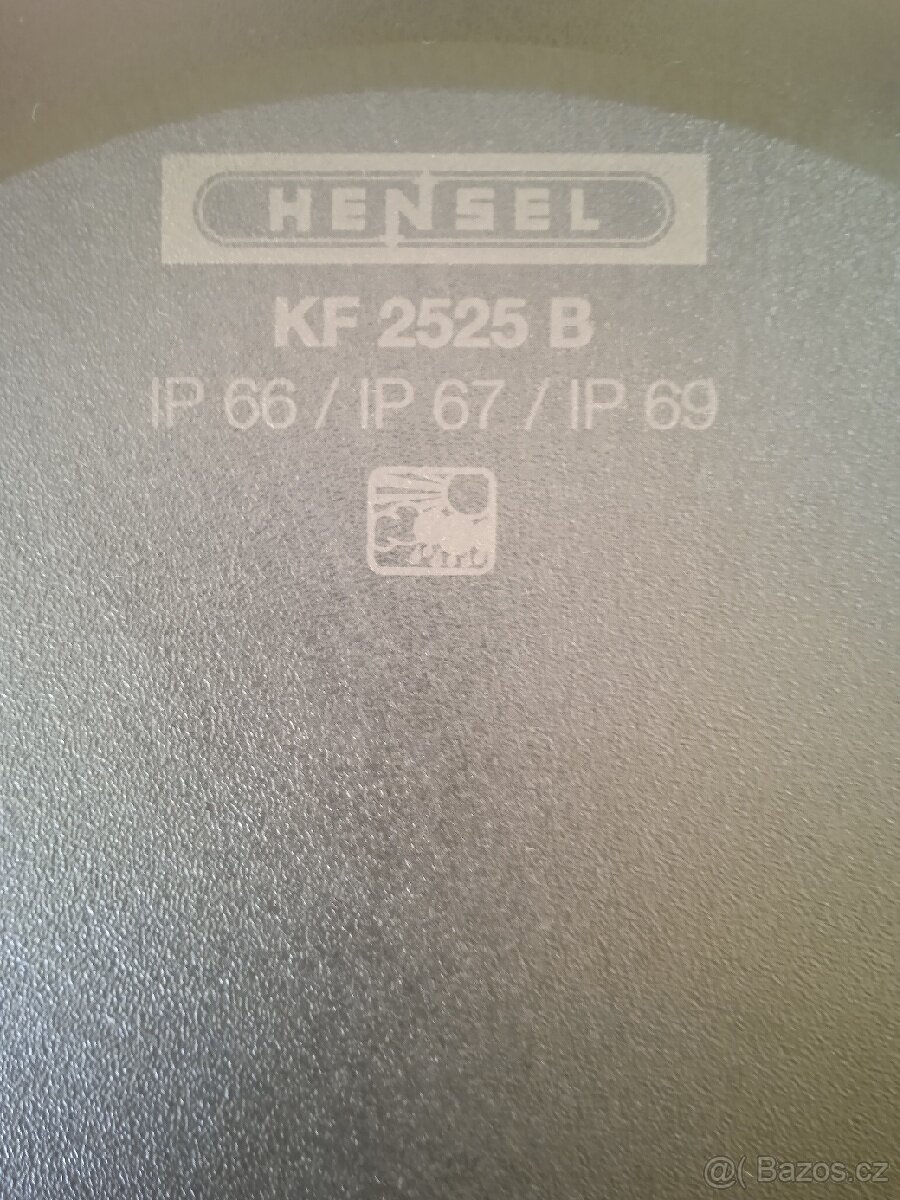 HENSEL
KF 2525 B
IP 66 / IP 67 / IP 69
@( Bazos.cz